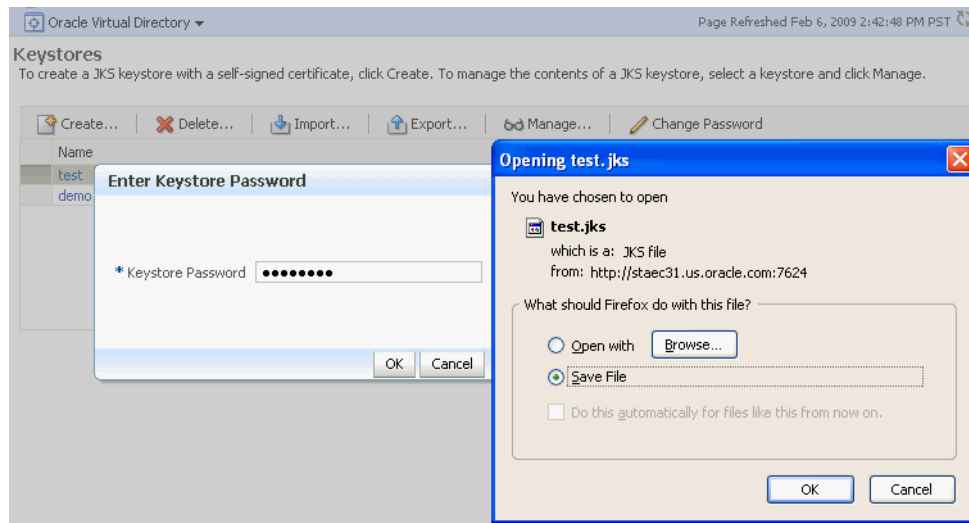 Oracle Virtual Directory
Page Refreshed Feb 6, 2009 2:42:48 PM PST
Keystores
To create a JKS keystore with a self-signed certificate, click Create. To manage the contents of a JKS keystore, select a keystore and click Manage.
Create... Delete... Import... Export... Manage... Change Password
Name
test
demo
Enter Keystore Password
* Keystore Password ●●●●●●●●
OK Cancel
Opening test.jks
You have chosen to open
test.jks
which is a: JKS file
from: http://staec31.us.oracle.com:7624
What should Firefox do with this file?
Open with Browse...
Save File
Do this automatically for files like this from now on.
OK Cancel